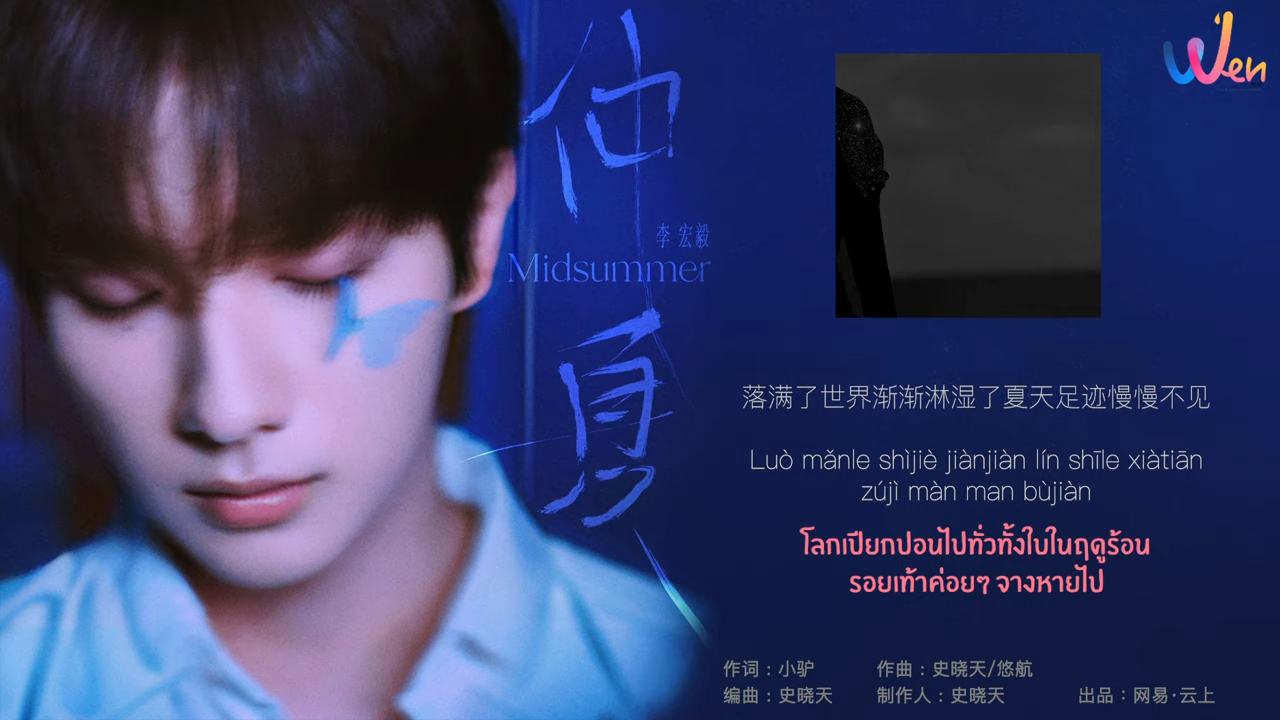 仲夏
李宏毅
Midsummer
Wen
落满了世界渐渐淋湿了夏天足迹慢慢不见
Luò mǎnle shìjiè jiànjiàn lín shīle xiàtiān
zújì màn man bùjiàn
โลกเปียกปอนไปทั่วทั้งใบในฤดูร้อน
รอยเท้าค่อยๆ จางหายไป
作词：小驴 作曲：史晓天/悠航
编曲：史晓天 制作人：史晓天 出品：网易·云上